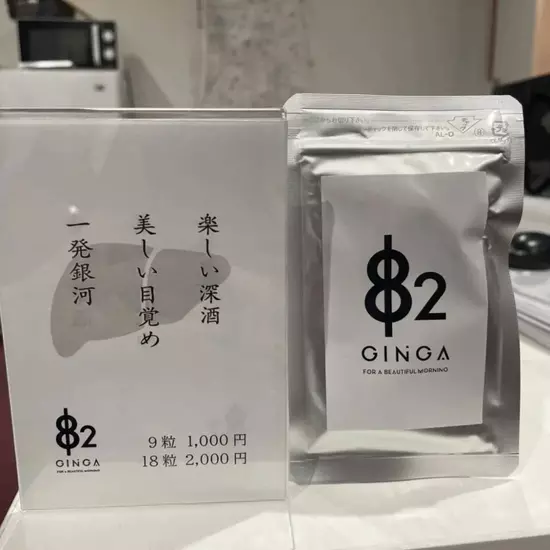 楽しい深酒
美しい目覚め
一発銀河
82
GINGA
FOR A BEAUTIFUL MORNING
9粒 1,000円
18粒 2,000円
AL-O
82
GINGA
FOR A BEAUTIFUL MORNING